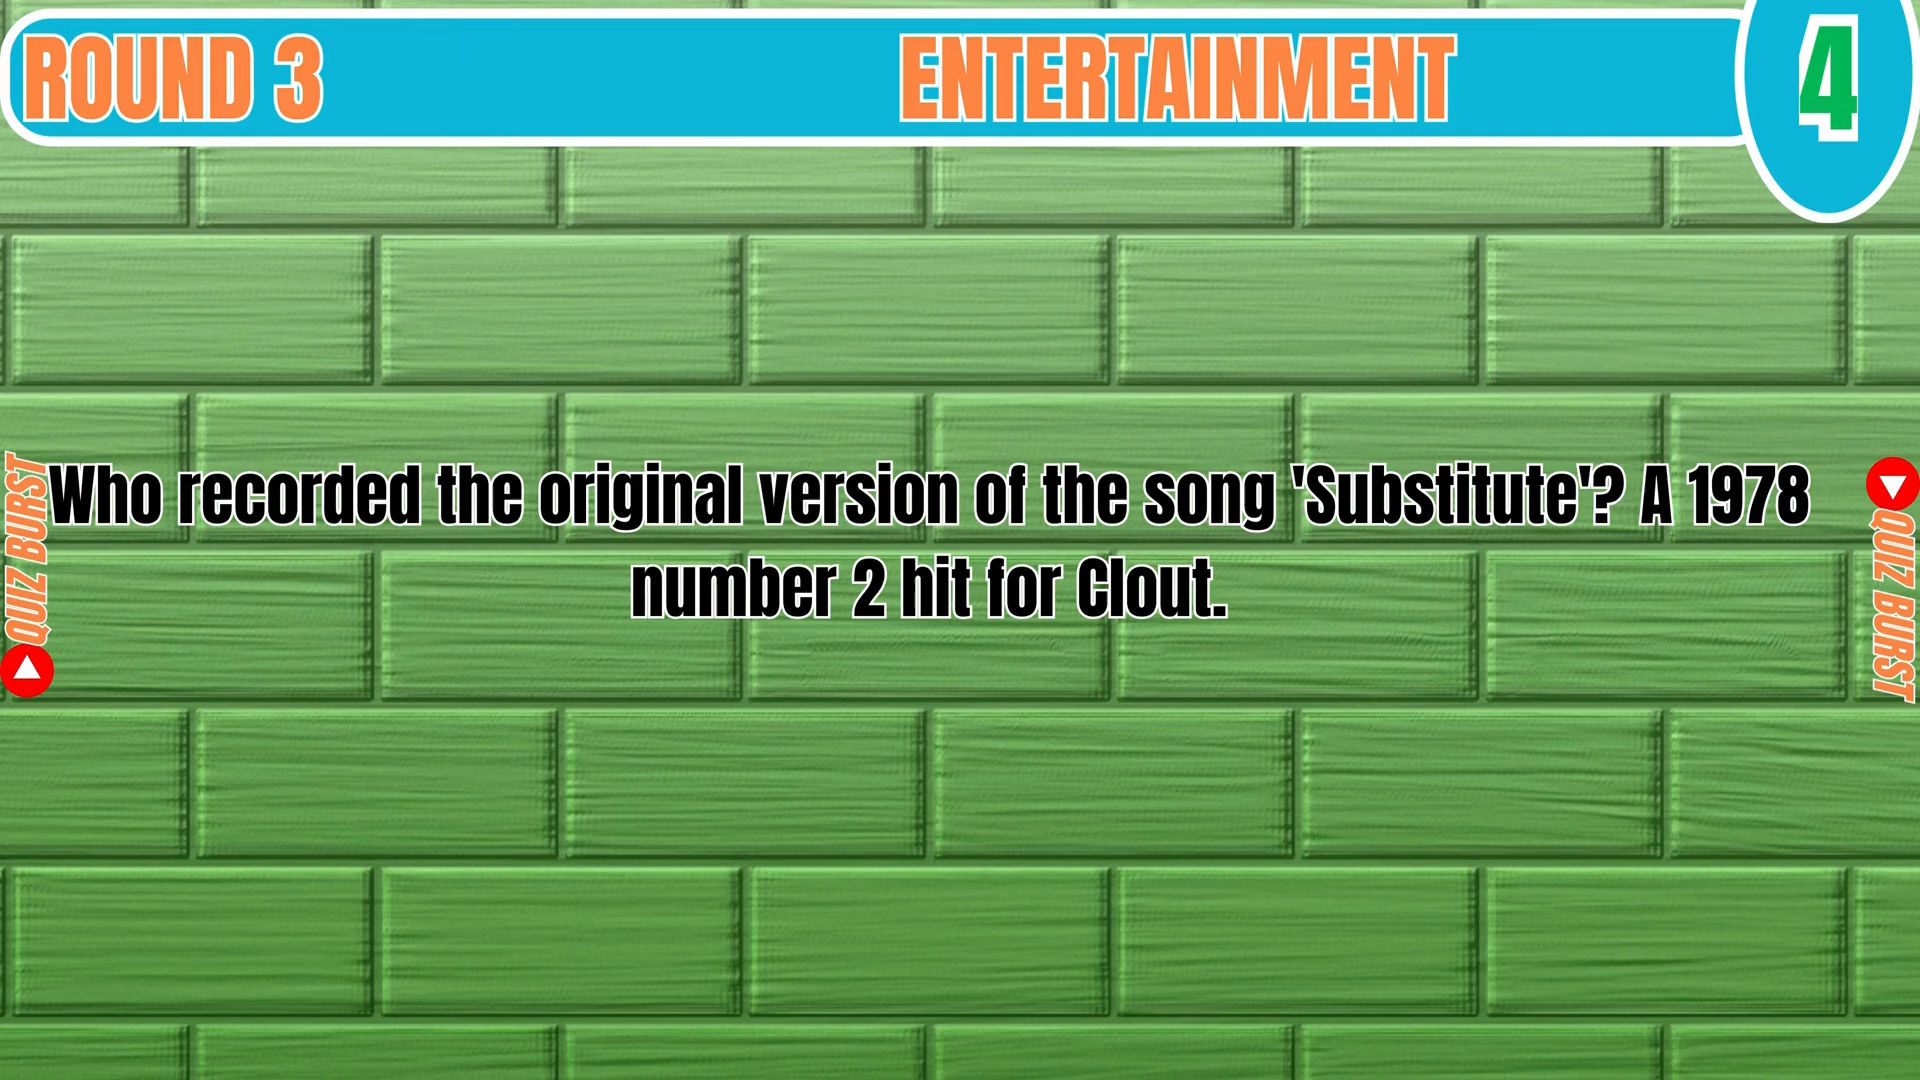 ROUND 3
ENTERTAINMENT
4
Who recorded the original version of the song 'Substitute'? A 1978
number 2 hit for Clout.
QUIZ BURST
QUIZ BURST